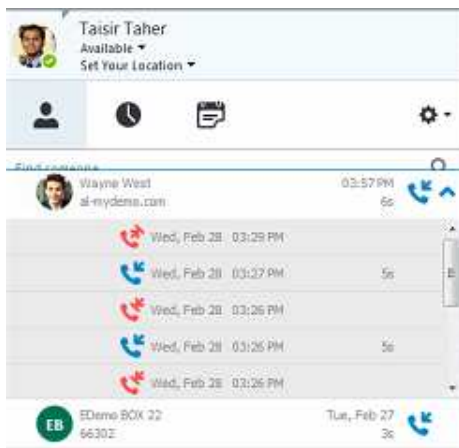 Taisir Taher
Available
Set Your Location
Find someone
Wayne West 03:57 PM
al-mydemo.com 6s
Wed, Feb 28 03:29 PM
Wed, Feb 28 03:27 PM 5s
Wed, Feb 28 03:26 PM
Wed, Feb 28 03:26 PM 5s
Wed, Feb 28 03:26 PM
EB
EDemo BOX 22 Tue, Feb 27
66302 3s